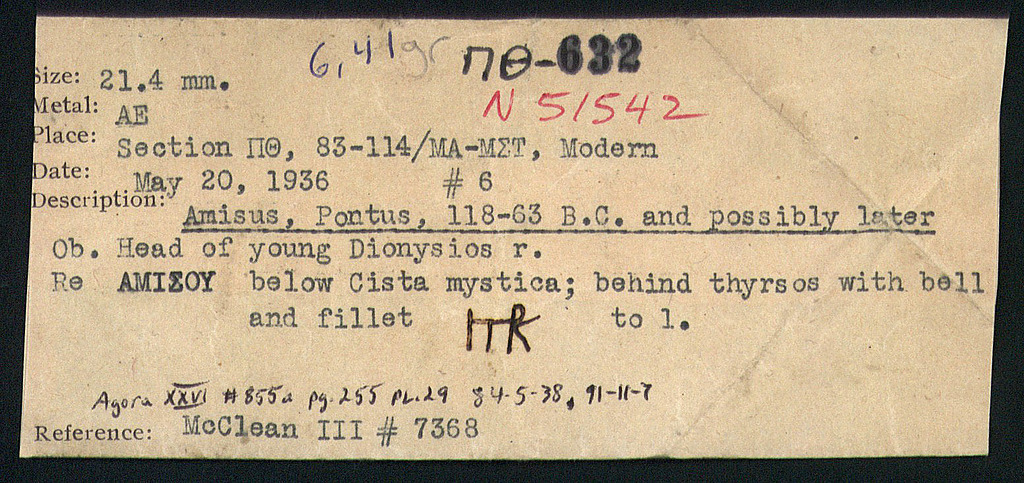 6,41gr ΠΘ-632
Size: 21.4 mm.
N 51542
Metal: AE
Place: Section ΠΘ, 83-114/ΜΑ-ΜΣΤ, Modern
Date: May 20, 1936 # 6
Description: Amisus, Pontus, 118-63 B.C. and possibly later
Ob. Head of young Dionysios r.
Re ΑΜΙΣΟΥ below Cista mystica; behind thyrsos with bell
and fillet to l.
Agora XXVI #855a pg.255 PL.29 84-5-38, 91-11-7
Reference: McClean III # 7368